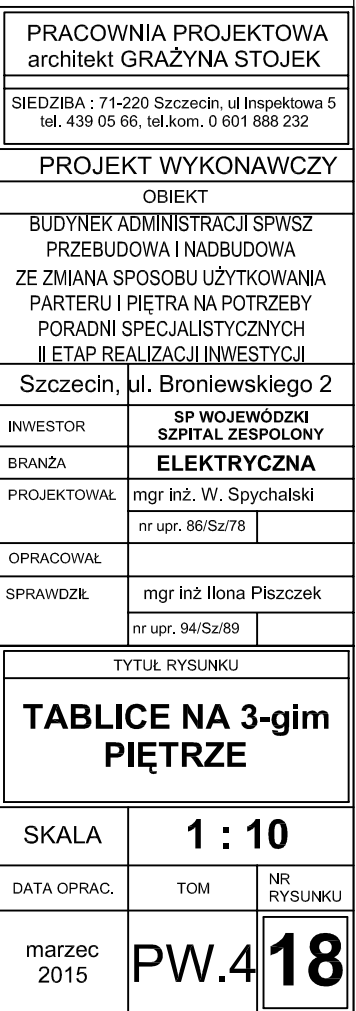 PRACOWNIA PROJEKTOWA
architekt GRAŻYNA STOJEK
SIEDZIBA : 71-220 Szczecin, ul Inspektowa 5
tel. 439 05 66, tel.kom. 0 601 888 232
PROJEKT WYKONAWCZY
OBIEKT
BUDYNEK ADMINISTRACJI SPWSZ
PRZEBUDOWA I NADBUDOWA
ZE ZMIANA SPOSOBU UŻYTKOWANIA
PARTERU I PIĘTRA NA POTRZEBY
PORADNI SPECJALISTYCZNYCH
II ETAP REALIZACJI INWESTYCJI
Szczecin, ul. Broniewskiego 2
INWESTOR
SP WOJEWÓDZKI
SZPITAL ZESPOLONY
BRANŻA
ELEKTRYCZNA
PROJEKTOWAŁ
mgr inż. W. Spychalski
nr upr. 86/Sz/78
OPRACOWAŁ
SPRAWDZIŁ
mgr inż Ilona Piszczek
nr upr. 94/Sz/89
TYTUŁ RYSUNKU
TABLICE NA 3-gim
PIĘTRZE
SKALA
1 : 10
DATA OPRAC.
TOM
NR
RYSUNKU
marzec
2015
PW.4
18